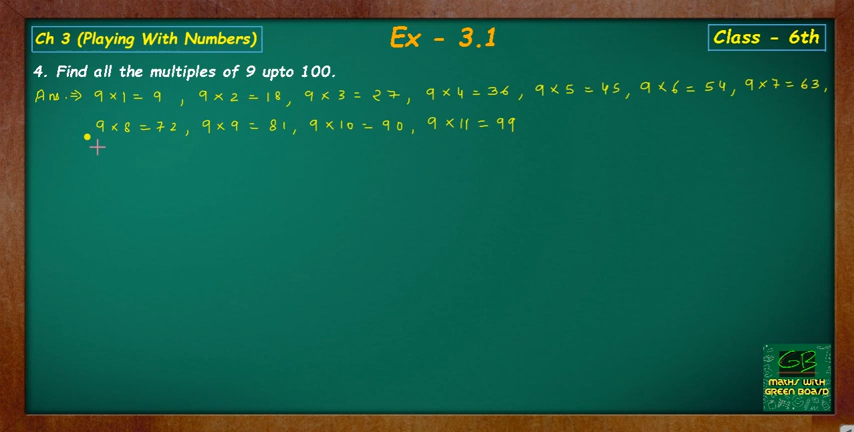 Ch 3 (Playing With Numbers)
Ex - 3.1
Class - 6th
4. Find all the multiples of 9 upto 100.
Ans.⇒ 9 × 1 = 9 , 9 × 2 = 18, 9 × 3 = 27, 9 × 4 = 36, 9 × 5 = 45, 9 × 6 = 54, 9 × 7 = 63,
9 × 8 = 72, 9 × 9 = 81, 9 × 10 = 90, 9 × 11 = 99
GB
MATHS WITH
GREEN BOARD